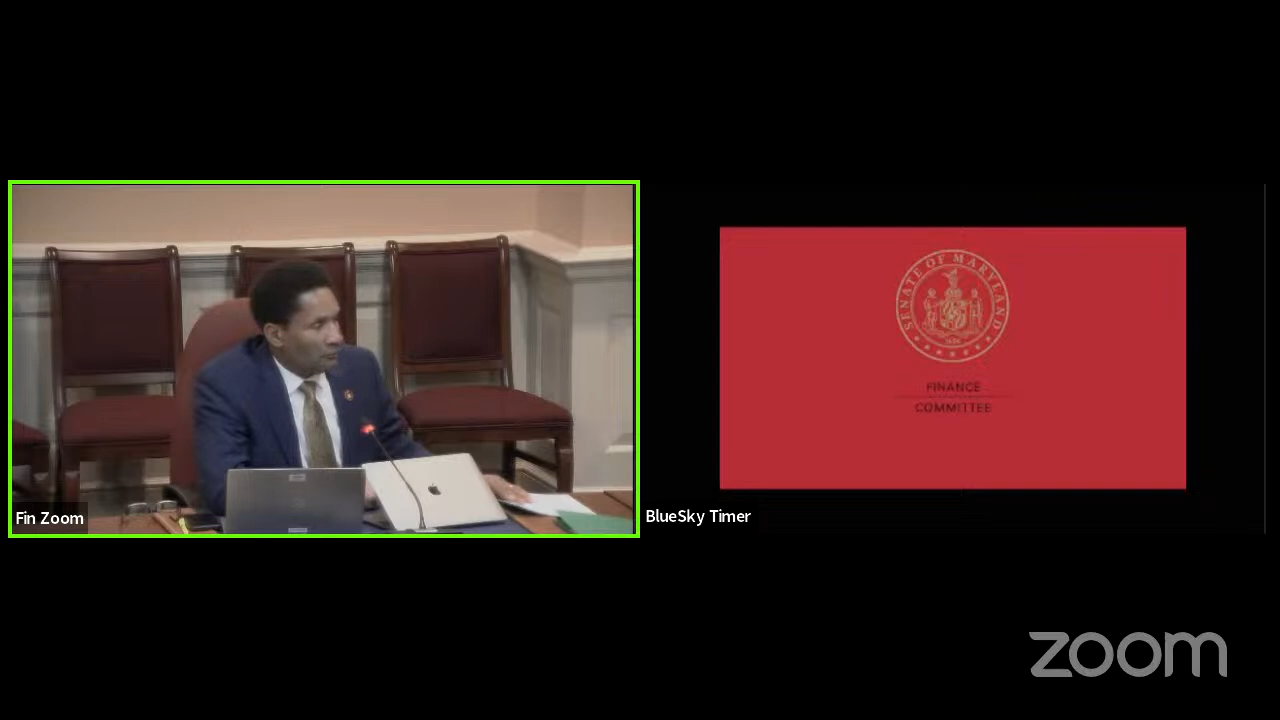 SENATE OF MARYLAND
FINANCE
COMMITTEE
Fin Zoom
BlueSky Timer
zoom